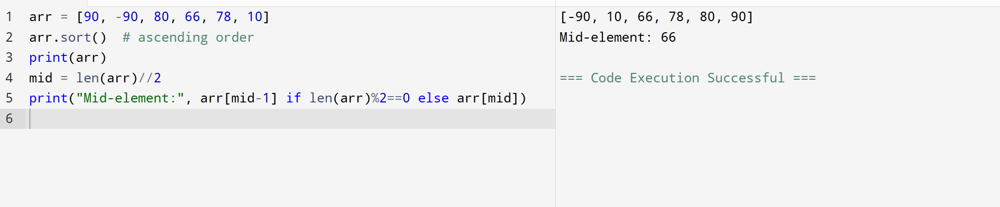 1 arr = [90, -90, 80, 66, 78, 10]
2 arr.sort()  # ascending order
3 print(arr)
4 mid = len(arr)//2
5 print("Mid-element:", arr[mid-1] if len(arr)%2==0 else arr[mid])
6
[-90, 10, 66, 78, 80, 90]
Mid-element: 66
=== Code Execution Successful ===